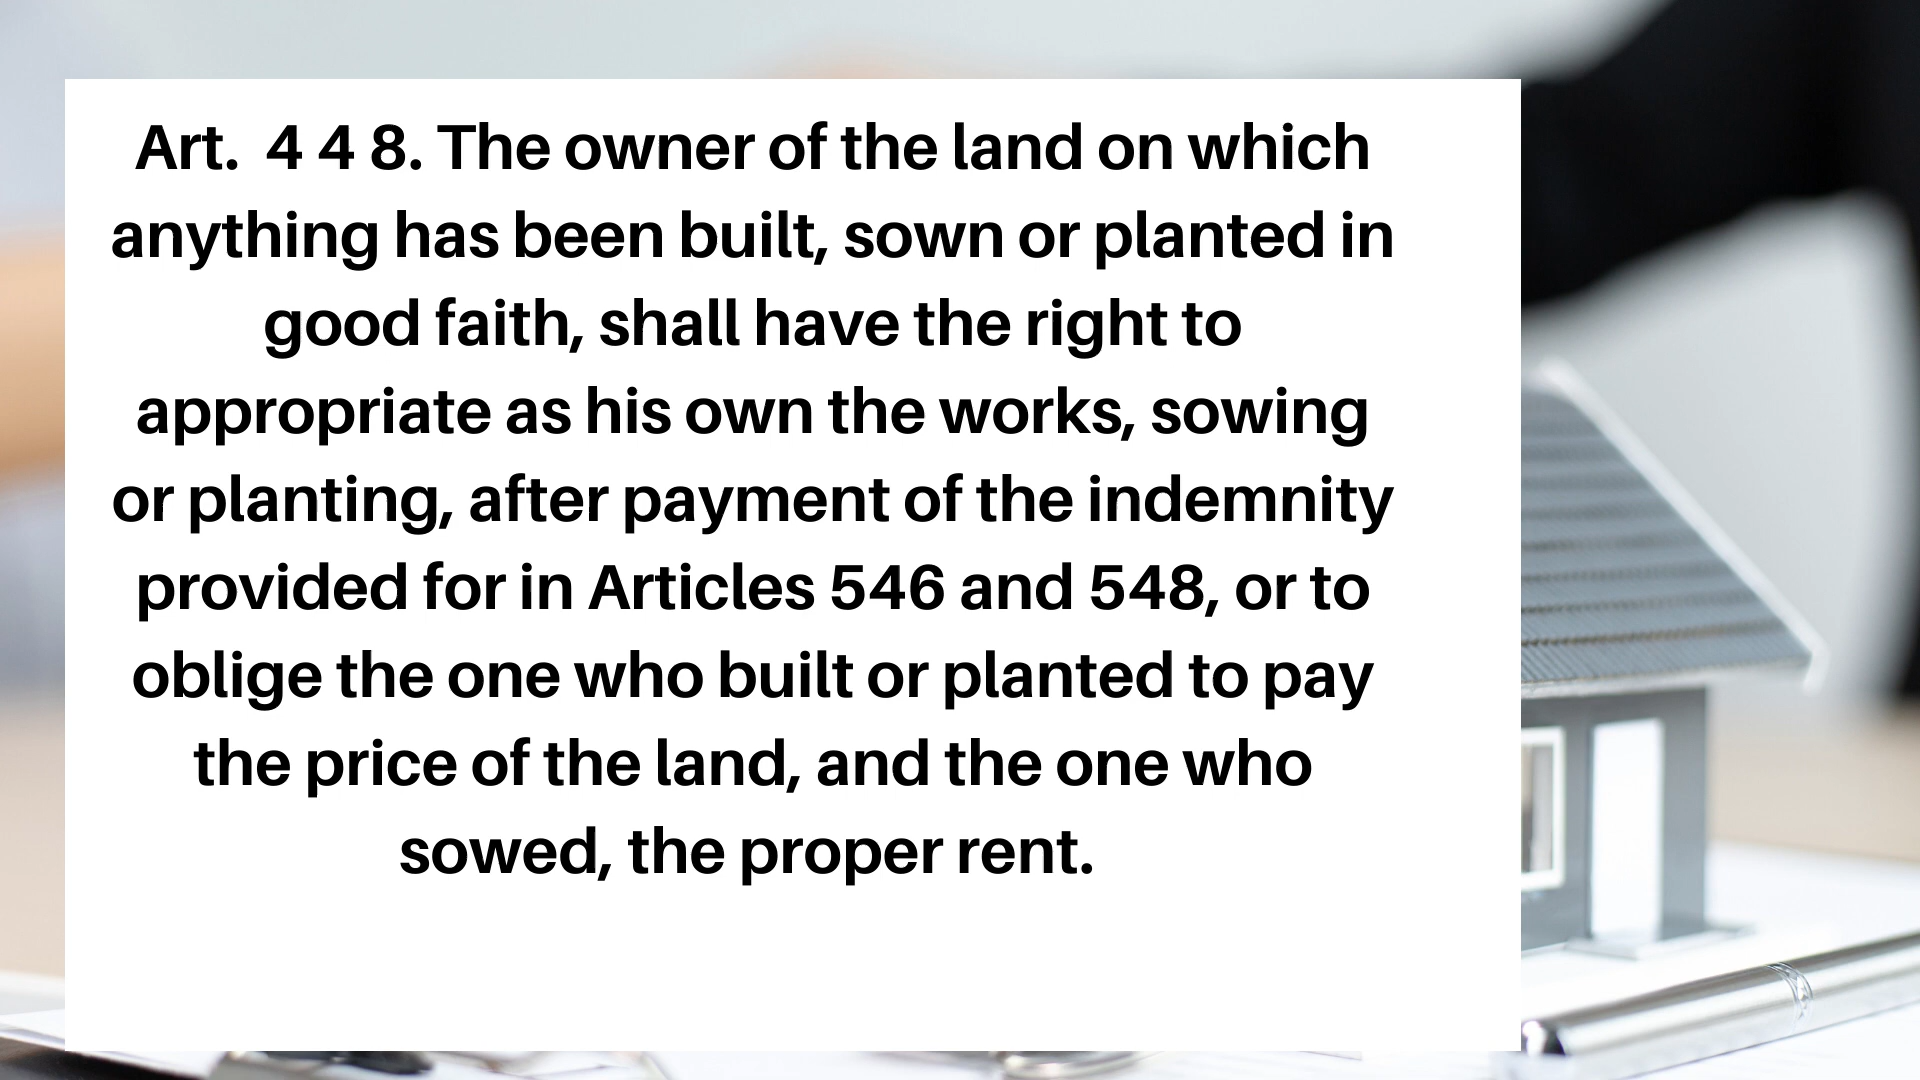 Art.  4 4 8. The owner of the land on which
anything has been built, sown or planted in
good faith, shall have the right to
appropriate as his own the works, sowing
or planting, after payment of the indemnity
provided for in Articles 546 and 548, or to
oblige the one who built or planted to pay
the price of the land, and the one who
sowed, the proper rent.